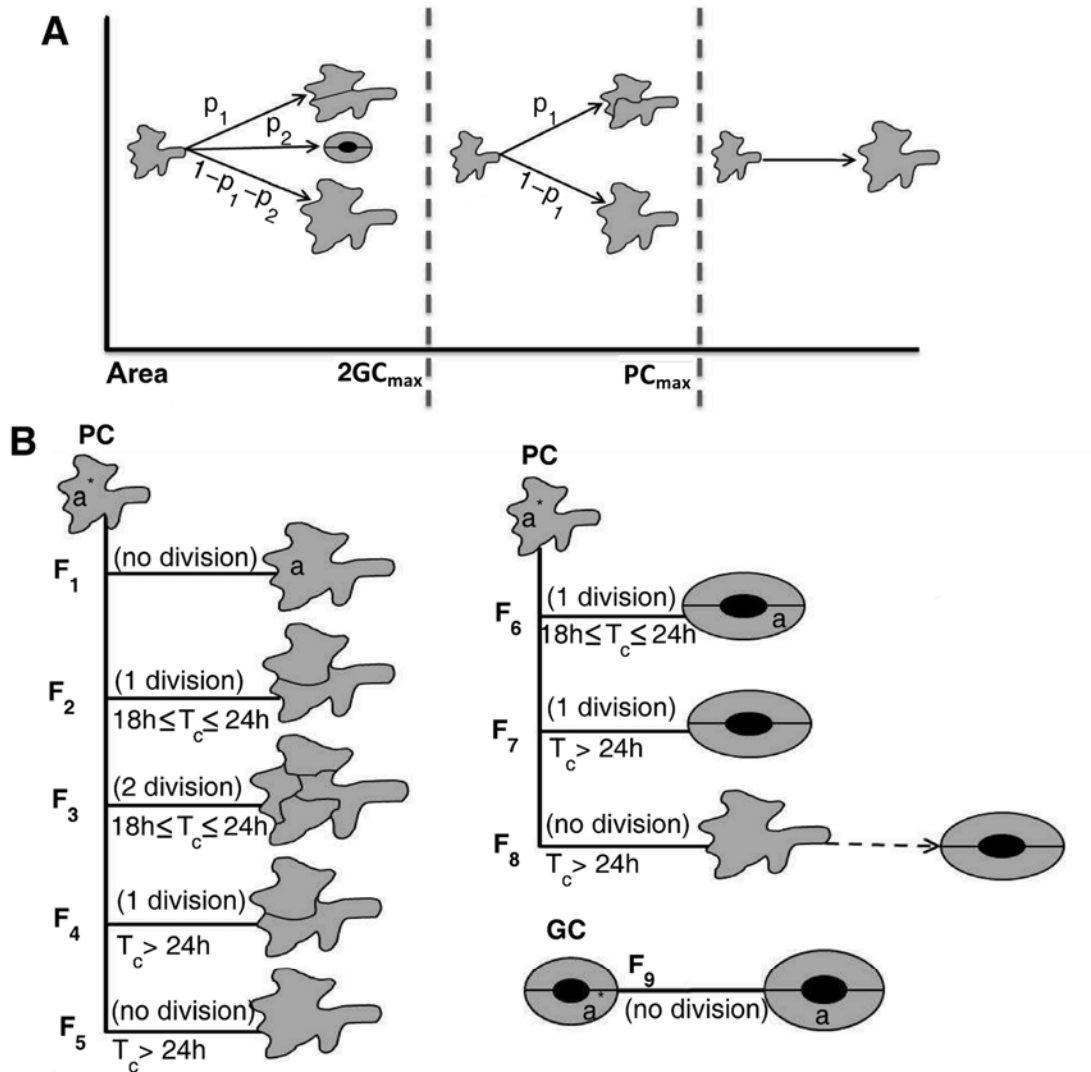 A
p1
p2
1-p1-p2
p1
1-p1
Area
2GCmax
PCmax
B
PC
a*
F1
(no division)
a
F2
(1 division)
18h≤Tc≤24h
F3
(2 division)
18h≤Tc≤24h
F4
(1 division)
Tc> 24h
F5
(no division)
Tc> 24h
PC
a*
F6
(1 division)
18h≤Tc≤24h
a
F7
(1 division)
Tc> 24h
F8
(no division)
Tc> 24h
GC
a*
F9
(no division)
a